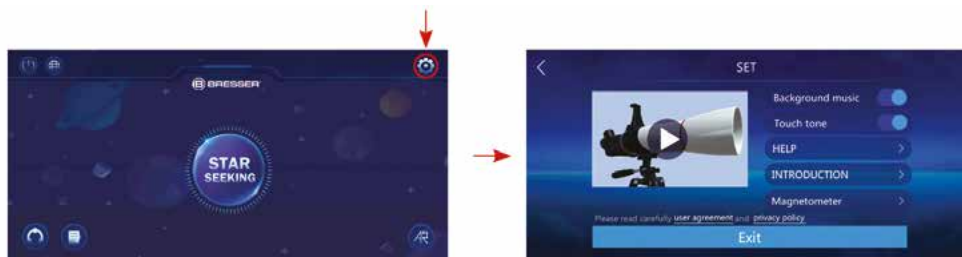 BRESSER
STAR
SEEKING
AR
SET
Background music
Touch tone
HELP
INTRODUCTION
Magnetometer
Please read carefully user agreement and privacy policy
Exit